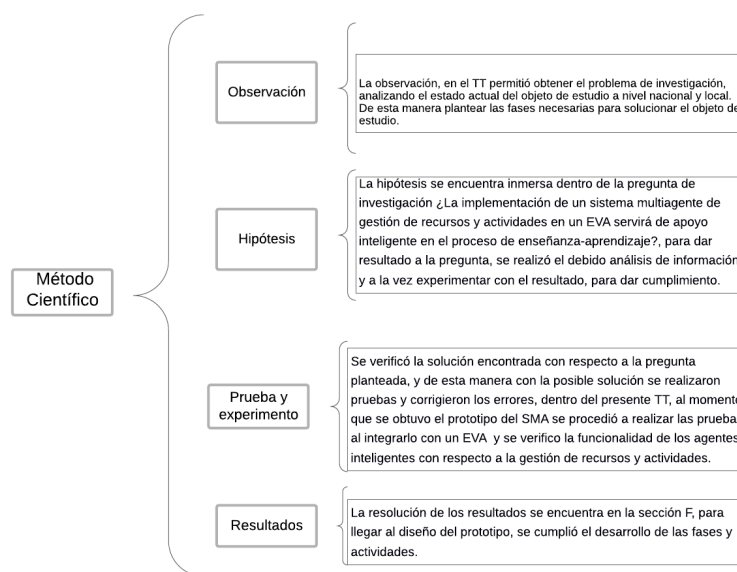 Método
Científico
Observación
La observación, en el TT permitió obtener el problema de investigación,
analizando el estado actual del objeto de estudio a nivel nacional y local.
De esta manera plantear las fases necesarias para solucionar el objeto de
estudio.
Hipótesis
La hipótesis se encuentra inmersa dentro de la pregunta de
investigación ¿La implementación de un sistema multiagente de
gestión de recursos y actividades en un EVA servirá de apoyo
inteligente en el proceso de enseñanza-aprendizaje?, para dar
resultado a la pregunta, se realizó el debido análisis de información
y a la vez experimentar con el resultado, para dar cumplimiento.
Prueba y
experimento
Se verificó la solución encontrada con respecto a la pregunta
planteada, y de esta manera con la posible solución se realizaron
pruebas y corrigieron los errores, dentro del presente TT, al momento
que se obtuvo el prototipo del SMA se procedió a realizar las prueba
al integrarlo con un EVA y se verifico la funcionalidad de los agentes
inteligentes con respecto a la gestión de recursos y actividades.
Resultados
La resolución de los resultados se encuentra en la sección F, para
llegar al diseño del prototipo, se cumplió el desarrollo de las fases y
actividades.